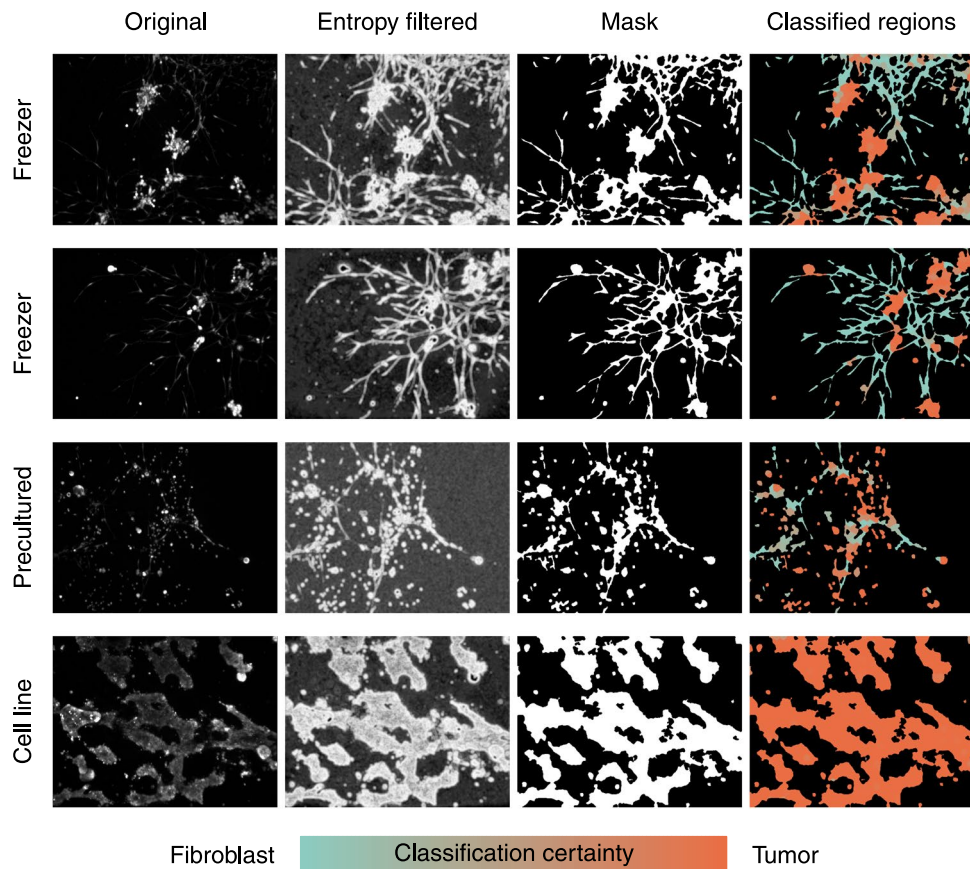 Original
Entropy filtered
Mask
Classified regions
Freezer
Freezer
Precultured
Cell line
Fibroblast
Classification certainty
Tumor